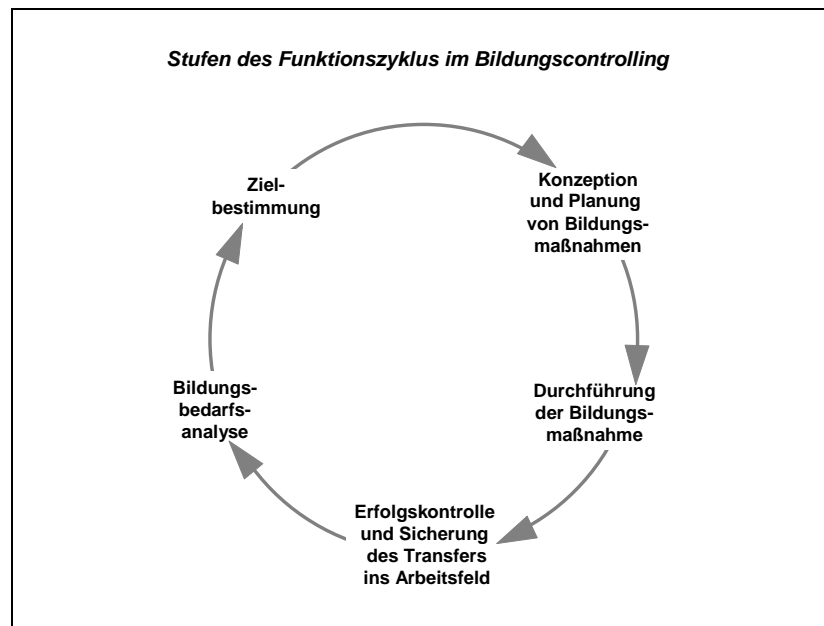 Stufen des Funktionszyklus im Bildungscontrolling
Ziel-
bestimmung
Konzeption
und Planung
von Bildungs-
maßnahmen
Durchführung
der Bildungs-
maßnahme
Erfolgskontrolle
und Sicherung
des Transfers
ins Arbeitsfeld
Bildungs-
bedarfs-
analyse